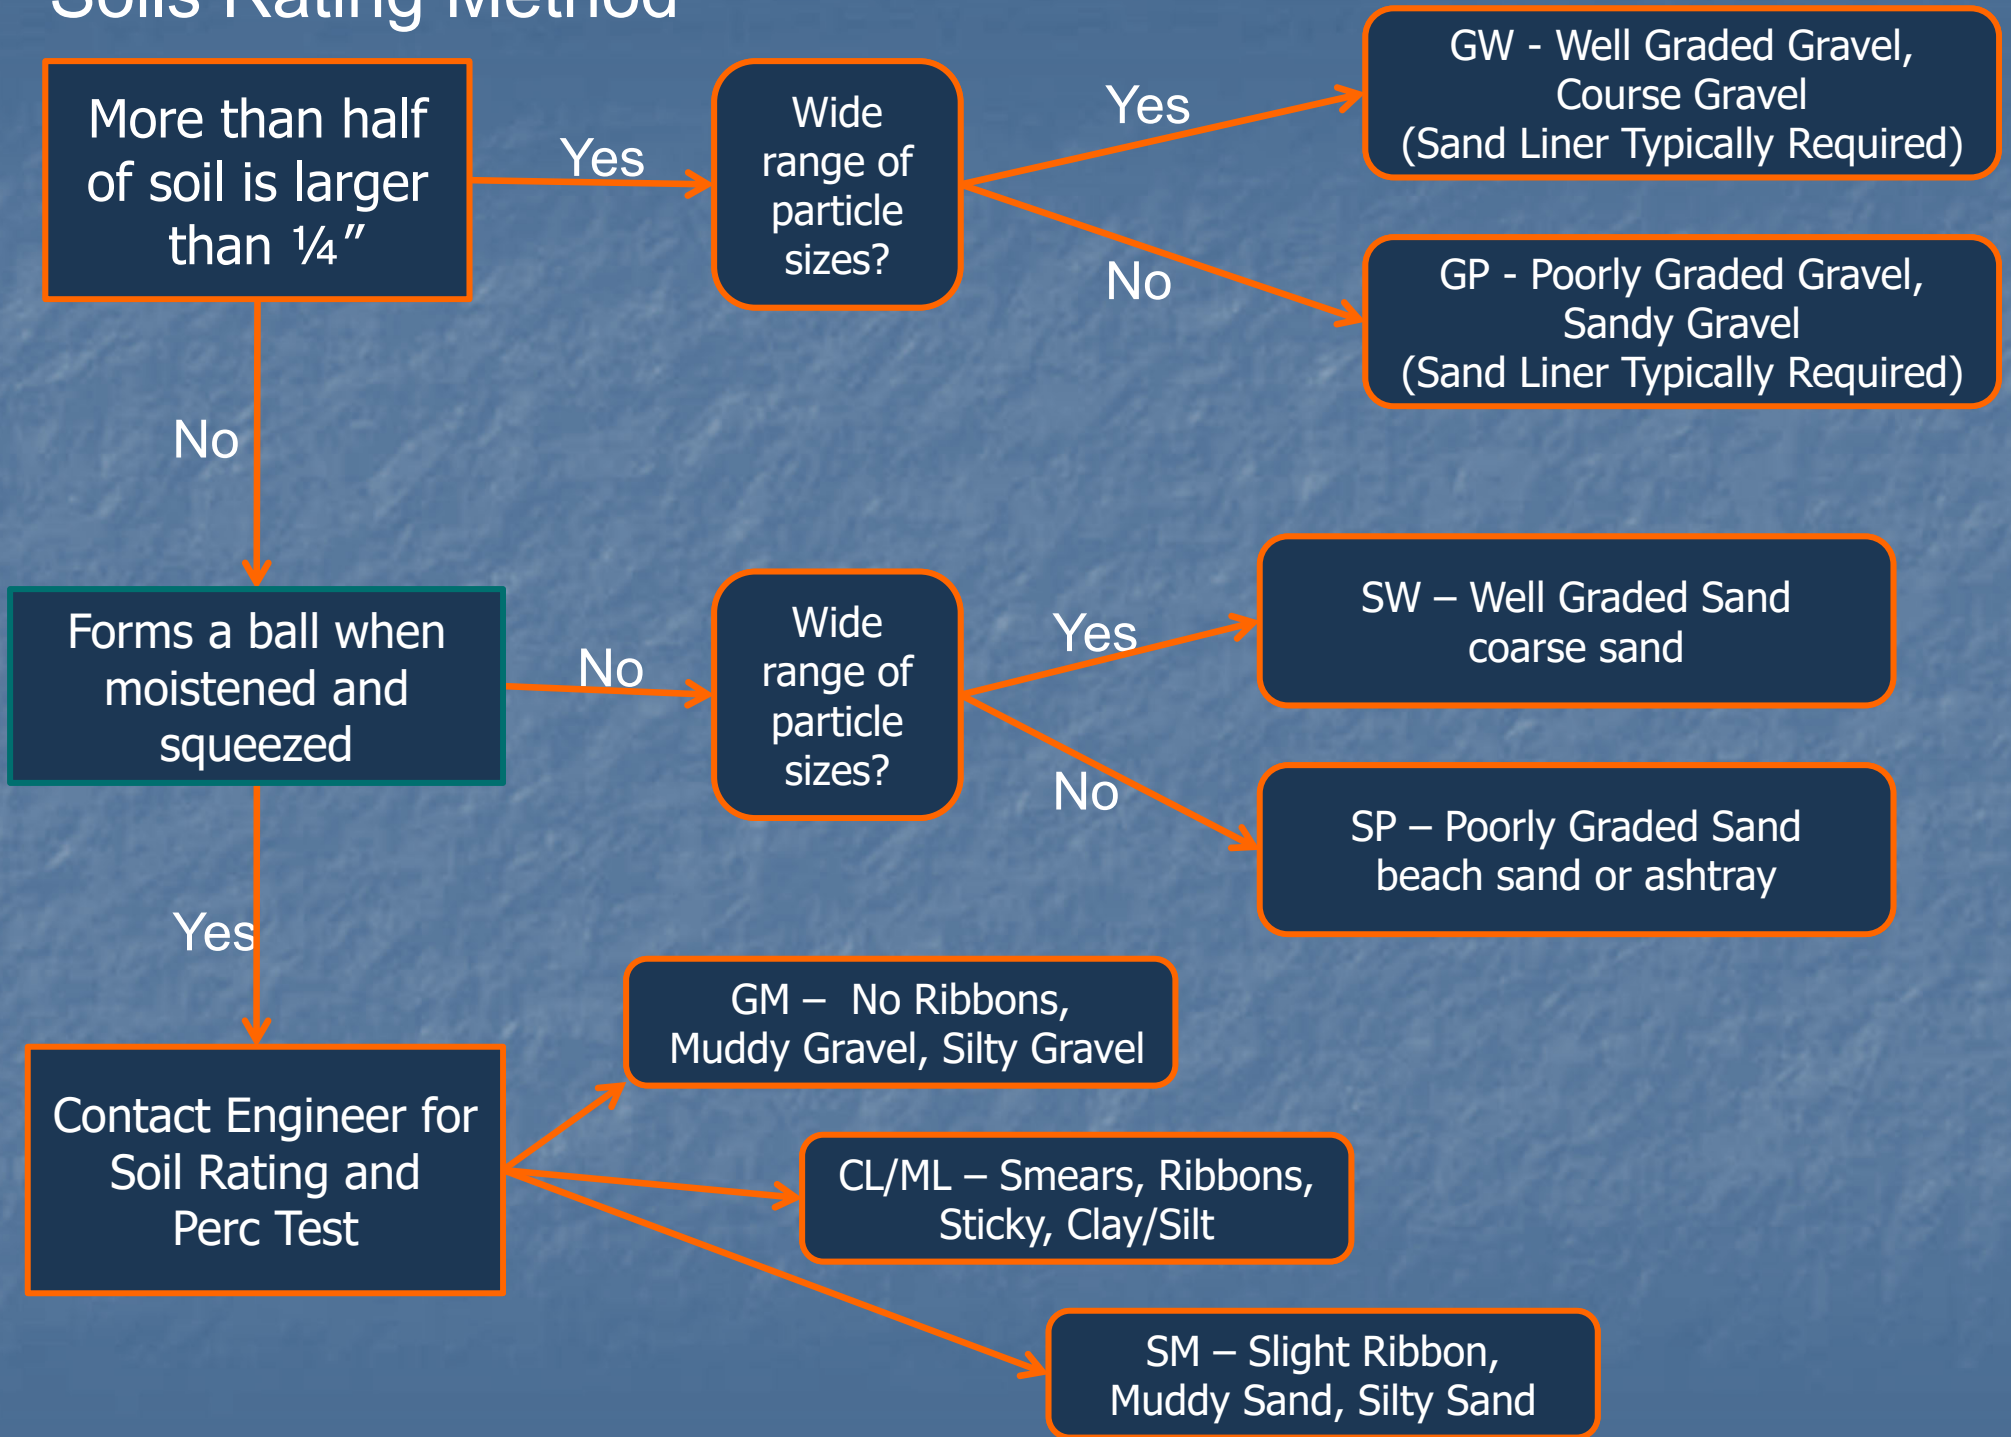 Soils Rating Method
More than half
of soil is larger
than ¼”
Yes
Wide
range of
particle
sizes?
Yes
GW - Well Graded Gravel,
Course Gravel
(Sand Liner Typically Required)
No
GP - Poorly Graded Gravel,
Sandy Gravel
(Sand Liner Typically Required)
No
Forms a ball when
moistened and
squeezed
No
Wide
range of
particle
sizes?
Yes
SW – Well Graded Sand
coarse sand
No
SP – Poorly Graded Sand
beach sand or ashtray
Yes
Contact Engineer for
Soil Rating and
Perc Test
GM – No Ribbons,
Muddy Gravel, Silty Gravel
CL/ML – Smears, Ribbons,
Sticky, Clay/Silt
SM – Slight Ribbon,
Muddy Sand, Silty Sand